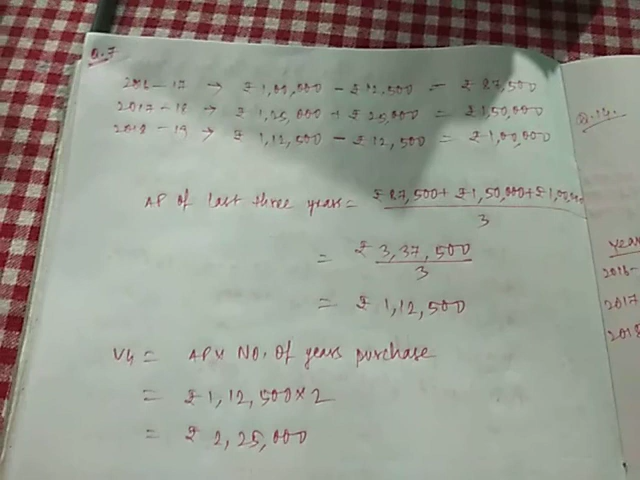 Q.7
2016-17 → ₹1,00,000 - ₹12,500 = ₹87,500
2017-18 → ₹1,25,000 + ₹25,000 = ₹1,50,000
2018-19 → ₹1,12,500 - ₹12,500 = ₹1,00,000
AP of last three years = ₹87,500+ ₹1,50,000+₹1,00,000
3
= ₹3,37,500
3
= ₹1,12,500
VG = AP × No. of years purchase
= ₹1,12,500×2
= ₹2,25,000
Year
2016-
2017
2018